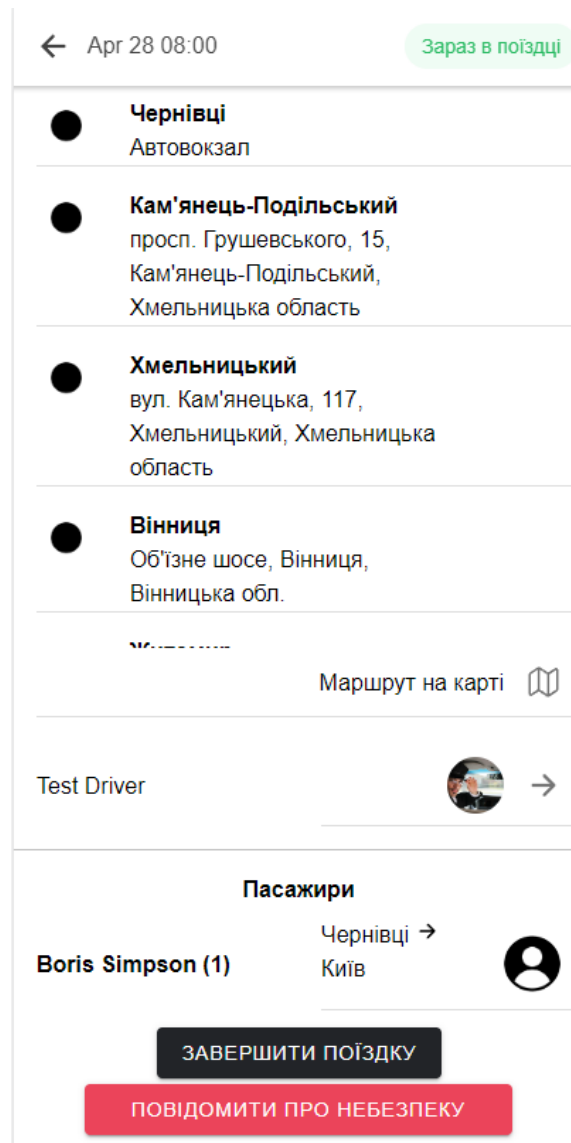 Apr 28 08:00
Зараз в поїздці
Чернівці
Автовокзал
Кам'янець-Подільський
просп. Грушевського, 15,
Кам'янець-Подільський,
Хмельницька область
Хмельницький
вул. Кам'янецька, 117,
Хмельницький, Хмельницька
область
Вінниця
Об'їзне шосе, Вінниця,
Вінницька обл.
Маршрут на карті
Test Driver
Пасажири
Boris Simpson (1)
Чернівці →
Київ
ЗАВЕРШИТИ ПОЇЗДКУ
ПОВІДОМИТИ ПРО НЕБЕЗПЕКУ